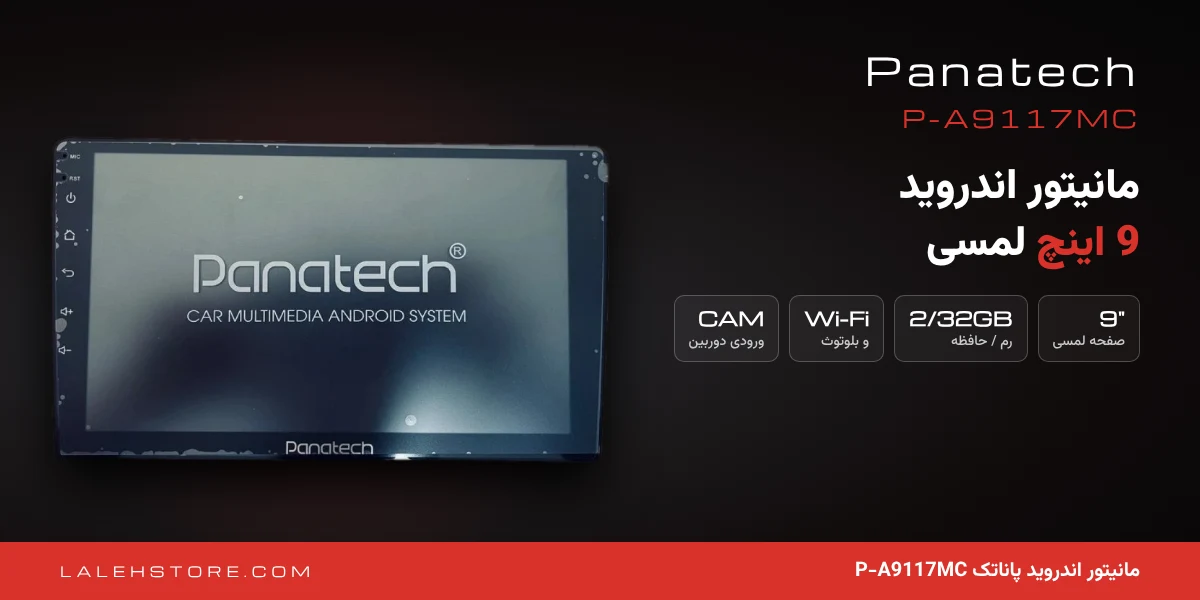 Panatech
P-A9117MC
مانیتور اندروید
9 اینچ لمسی
9"
صفحه لمسی
2/32GB
رم / حافظه
Wi-Fi
و بلوتوث
CAM
ورودی دوربین
MIC
RST
Panatech®
CAR MULTIMEDIA ANDROID SYSTEM
Panatech
مانیتور اندروید پاناتک P-A9117MC
LALEHSTORE.COM